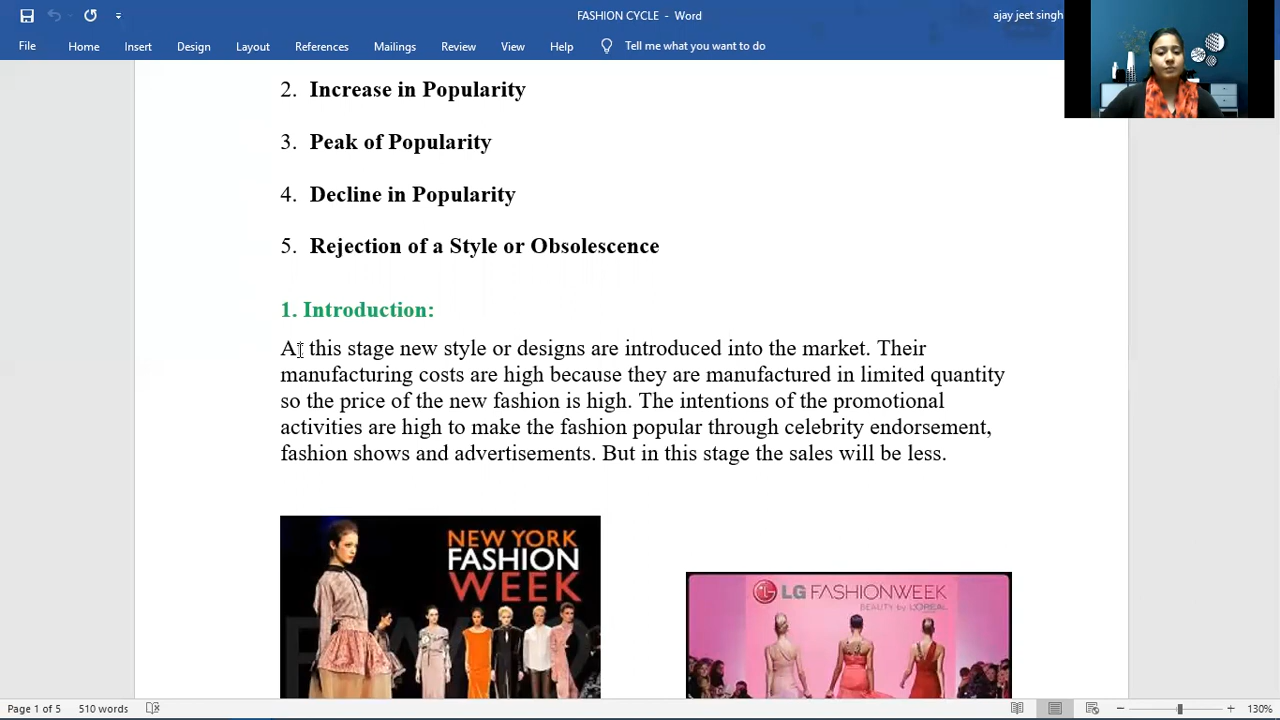 FASHION CYCLE - Word
ajay jeet singh
File Home Insert Design Layout References Mailings Review View Help Tell me what you want to do
2. Increase in Popularity
3. Peak of Popularity
4. Decline in Popularity
5. Rejection of a Style or Obsolescence
1. Introduction:
At this stage new style or designs are introduced into the market. Their
manufacturing costs are high because they are manufactured in limited quantity
so the price of the new fashion is high. The intentions of the promotional
activities are high to make the fashion popular through celebrity endorsement,
fashion shows and advertisements. But in this stage the sales will be less.
NEW YORK
FASHION
WEEK
LG FASHIONWEEK
BEAUTY by L'OREAL
Page 1 of 5 510 words 130%